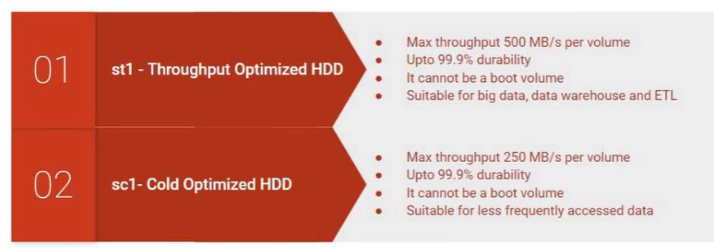 01
st1 - Throughput Optimized HDD
● Max throughput 500 MB/s per volume
● Upto 99.9% durability
● It cannot be a boot volume
● Suitable for big data, data warehouse and ETL
02
sc1- Cold Optimized HDD
● Max throughput 250 MB/s per volume
● Upto 99.9% durability
● It cannot be a boot volume
● Suitable for less frequently accessed data